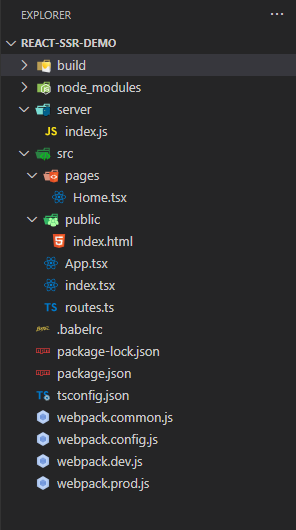 EXPLORER
REACT-SSR-DEMO
build
node_modules
server
JS index.js
src
pages
Home.tsx
public
index.html
App.tsx
index.tsx
TS routes.ts
.babelrc
package-lock.json
package.json
TS tsconfig.json
webpack.common.js
webpack.config.js
webpack.dev.js
webpack.prod.js